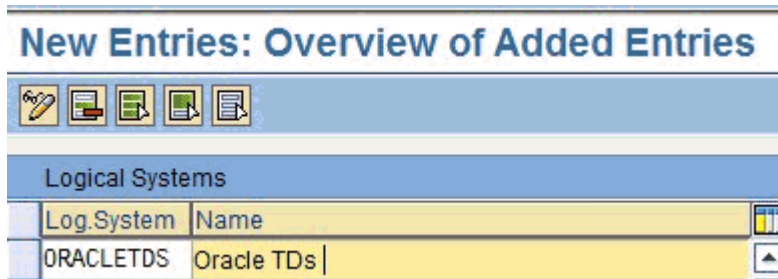 New Entries: Overview of Added Entries
Logical Systems
Log.System Name
ORACLETDS Oracle TDs